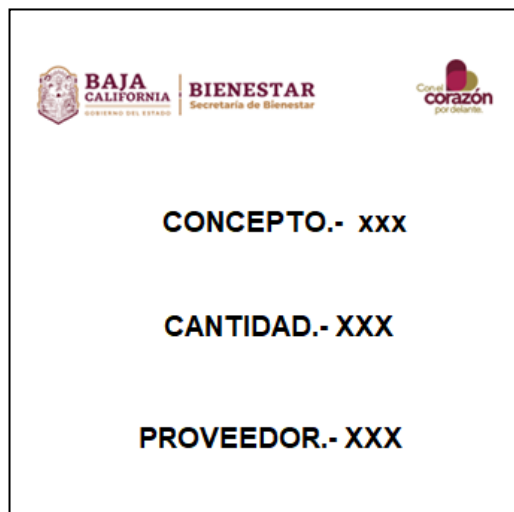 BAJA
CALIFORNIA
GOBIERNO DEL ESTADO
BIENESTAR
Secretaría de Bienestar
Con el
corazón
por delante.
CONCEPTO.- xxx
CANTIDAD.- XXX
PROVEEDOR.- XXX